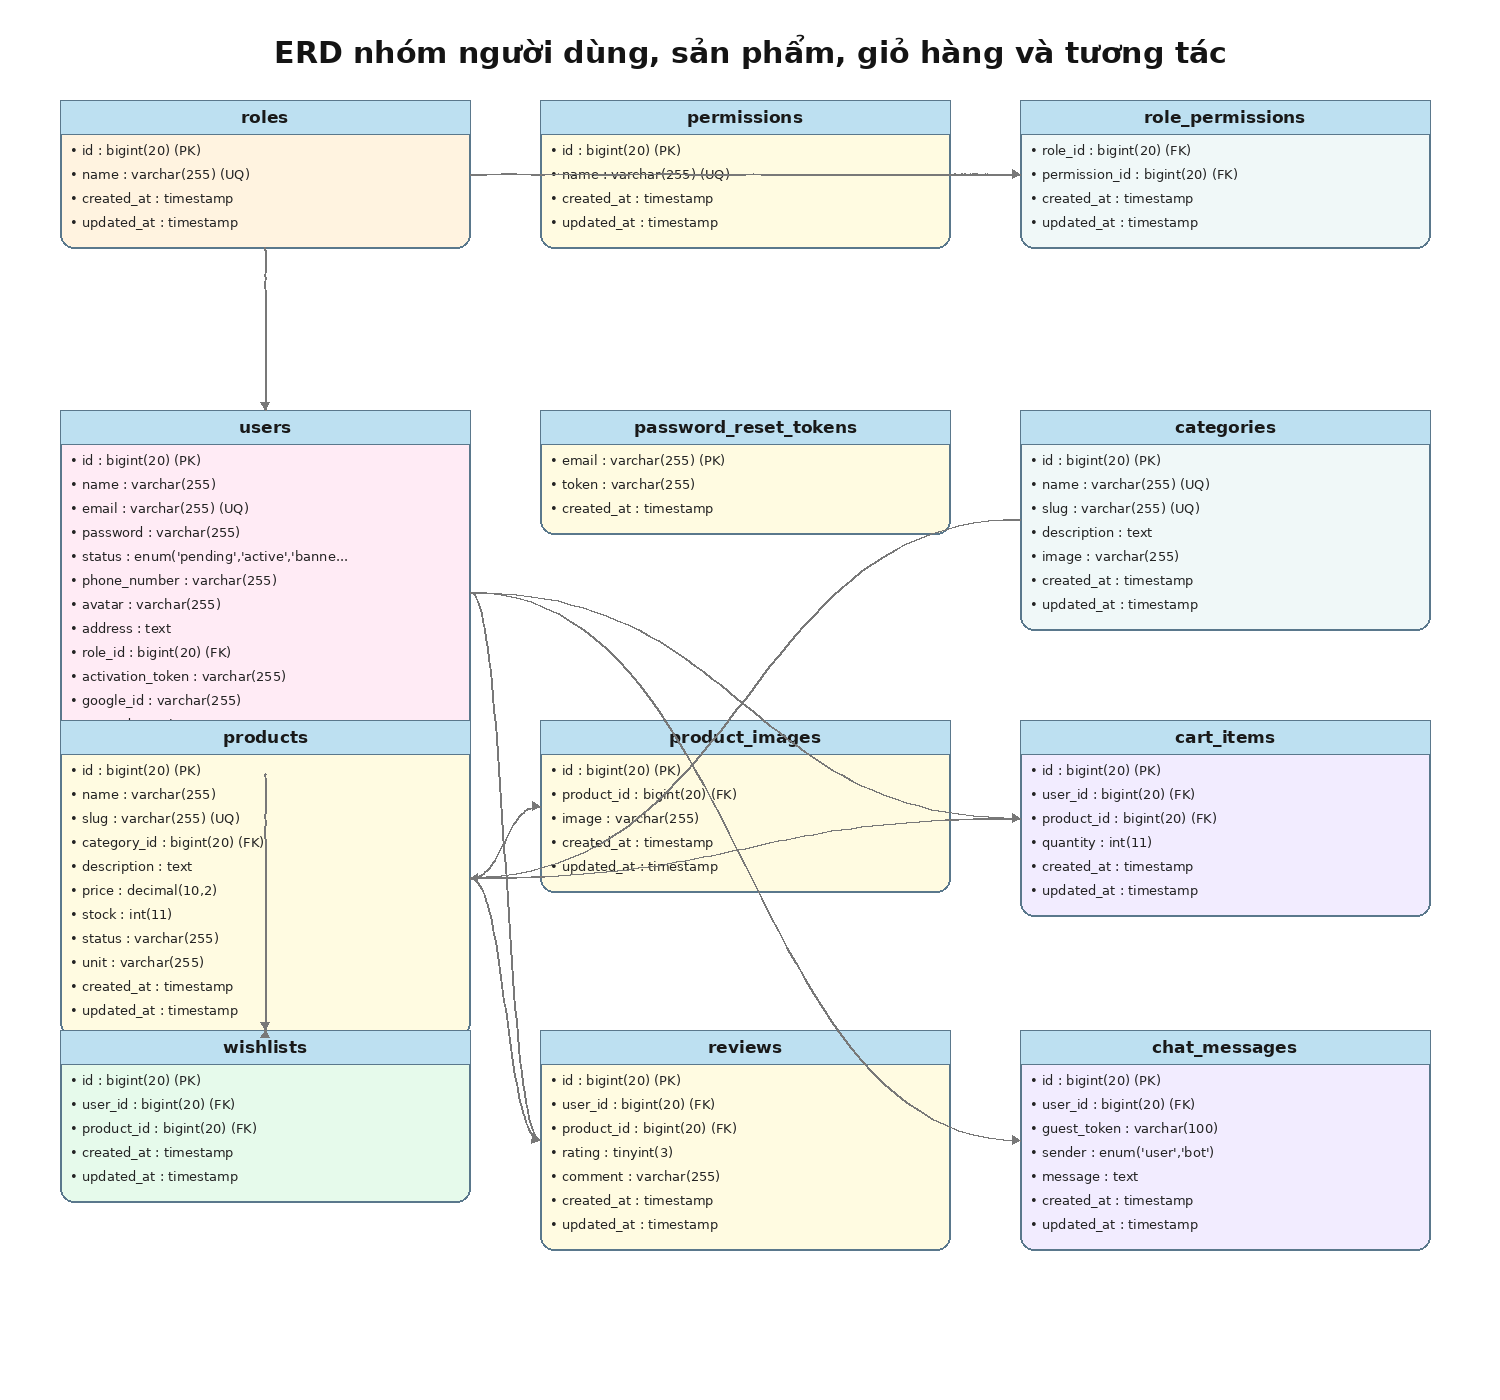 ERD nhóm người dùng, sản phẩm, giỏ hàng và tương tác
roles
• id : bigint(20) (PK)
• name : varchar(255) (UQ)
• created_at : timestamp
• updated_at : timestamp
permissions
• id : bigint(20) (PK)
• name : varchar(255) (UQ)
• created_at : timestamp
• updated_at : timestamp
role_permissions
• role_id : bigint(20) (FK)
• permission_id : bigint(20) (FK)
• created_at : timestamp
• updated_at : timestamp
users
• id : bigint(20) (PK)
• name : varchar(255)
• email : varchar(255) (UQ)
• password : varchar(255)
• status : enum('pending','active','banne...
• phone_number : varchar(255)
• avatar : varchar(255)
• address : text
• role_id : bigint(20) (FK)
• activation_token : varchar(255)
• google_id : varchar(255)
password_reset_tokens
• email : varchar(255) (PK)
• token : varchar(255)
• created_at : timestamp
categories
• id : bigint(20) (PK)
• name : varchar(255) (UQ)
• slug : varchar(255) (UQ)
• description : text
• image : varchar(255)
• created_at : timestamp
• updated_at : timestamp
products
• id : bigint(20) (PK)
• name : varchar(255)
• slug : varchar(255) (UQ)
• category_id : bigint(20) (FK)
• description : text
• price : decimal(10,2)
• stock : int(11)
• status : varchar(255)
• unit : varchar(255)
• created_at : timestamp
• updated_at : timestamp
product_images
• id : bigint(20) (PK)
• product_id : bigint(20) (FK)
• image : varchar(255)
• created_at : timestamp
• updated_at : timestamp
cart_items
• id : bigint(20) (PK)
• user_id : bigint(20) (FK)
• product_id : bigint(20) (FK)
• quantity : int(11)
• created_at : timestamp
• updated_at : timestamp
wishlists
• id : bigint(20) (PK)
• user_id : bigint(20) (FK)
• product_id : bigint(20) (FK)
• created_at : timestamp
• updated_at : timestamp
reviews
• id : bigint(20) (PK)
• user_id : bigint(20) (FK)
• product_id : bigint(20) (FK)
• rating : tinyint(3)
• comment : varchar(255)
• created_at : timestamp
• updated_at : timestamp
chat_messages
• id : bigint(20) (PK)
• user_id : bigint(20) (FK)
• guest_token : varchar(100)
• sender : enum('user','bot')
• message : text
• created_at : timestamp
• updated_at : timestamp